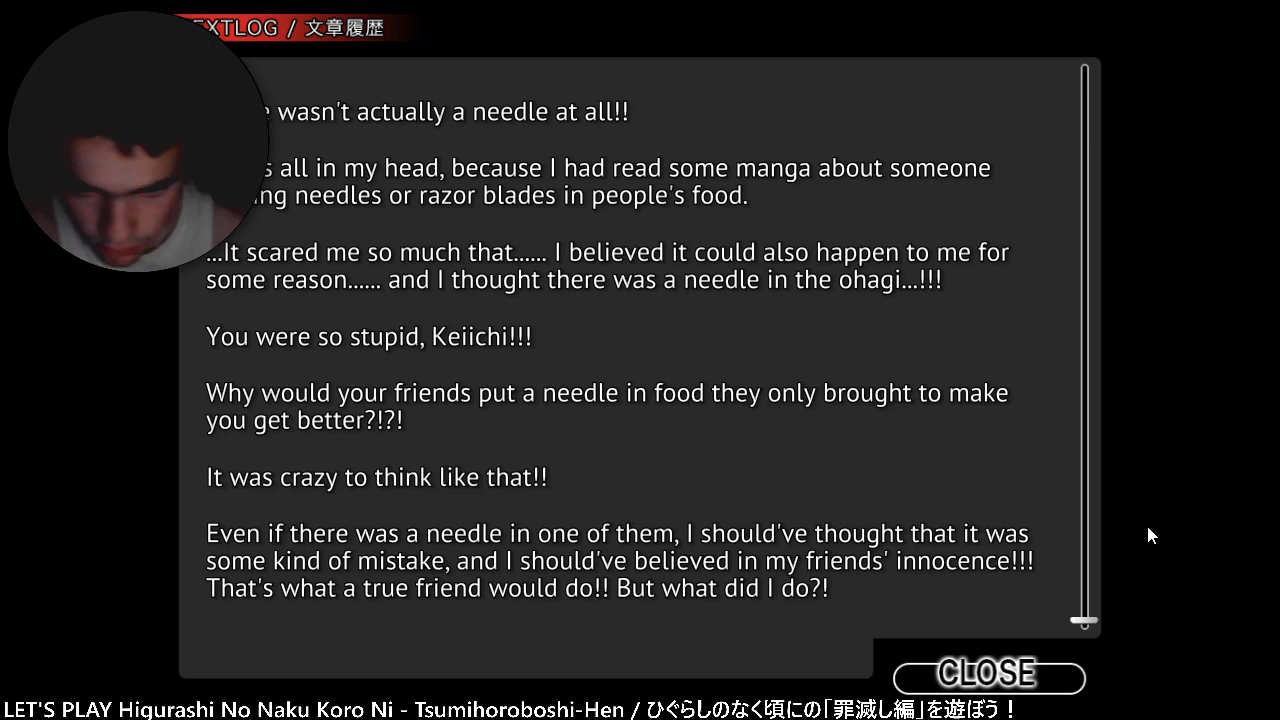 EXTLOG / 文章履歴
wasn't actually a needle at all!!
all in my head, because I had read some manga about someone
needles or razor blades in people's food.
...It scared me so much that...... I believed it could also happen to me for
some reason...... and I thought there was a needle in the ohagi...!!!
You were so stupid, Keiichi!!!
Why would your friends put a needle in food they only brought to make
you get better?!?!
It was crazy to think like that!!
Even if there was a needle in one of them, I should've thought that it was
some kind of mistake, and I should've believed in my friends' innocence!!!
That's what a true friend would do!! But what did I do?!
CLOSE
LET'S PLAY Higurashi No Naku Koro Ni - Tsumihoroboshi-Hen / ひぐらしのなく頃にの「罪滅し編」を遊ぼう！